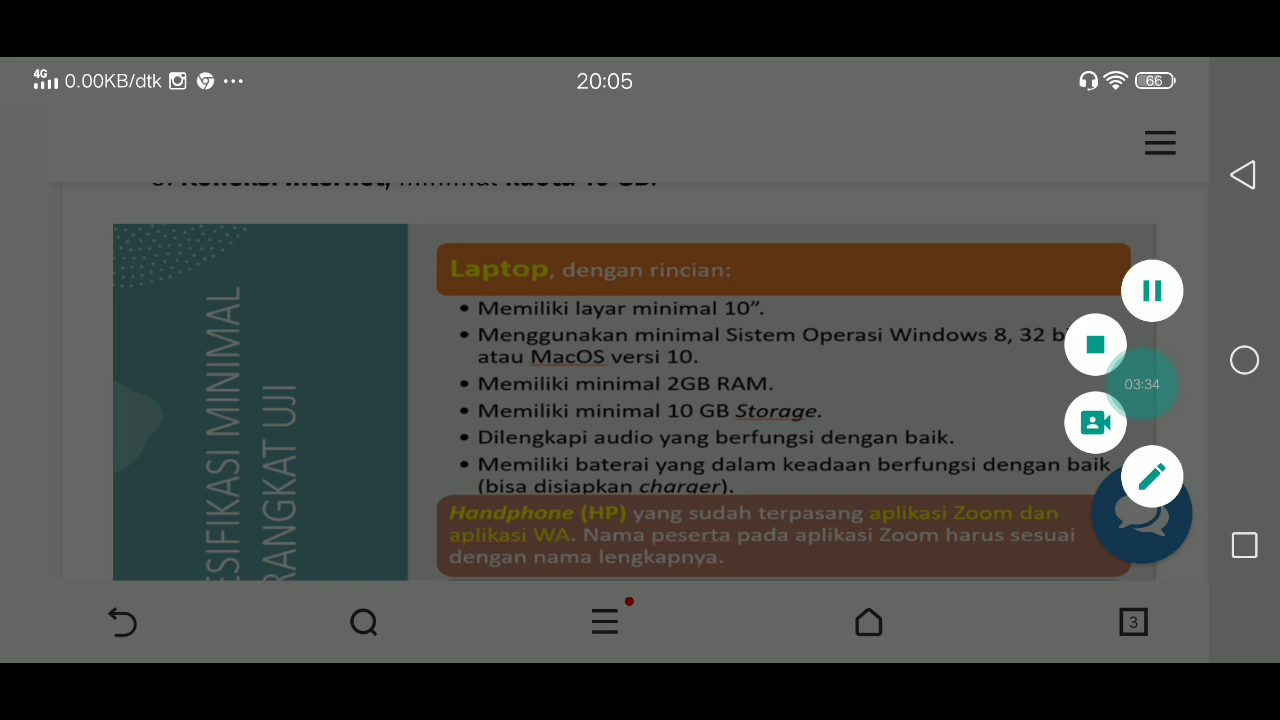 4G 0.00KB/dtk ... 20:05 66
Laptop, dengan rincian:
• Memiliki layar minimal 10”.
• Menggunakan minimal Sistem Operasi Windows 8, 32
atau MacOS versi 10.
• Memiliki minimal 2GB RAM.
• Memiliki minimal 10 GB Storage.
• Dilengkapi audio yang berfungsi dengan baik.
• Memiliki baterai yang dalam keadaan berfungsi dengan baik
(bisa disiapkan charger).
Handphone (HP) yang sudah terpasang aplikasi Zoom dan
aplikasi WA. Nama peserta pada aplikasi Zoom harus sesuai
dengan nama lengkapnya.
ESIFIKASI MINIMAL
RANGKAT UJI
03:34
3